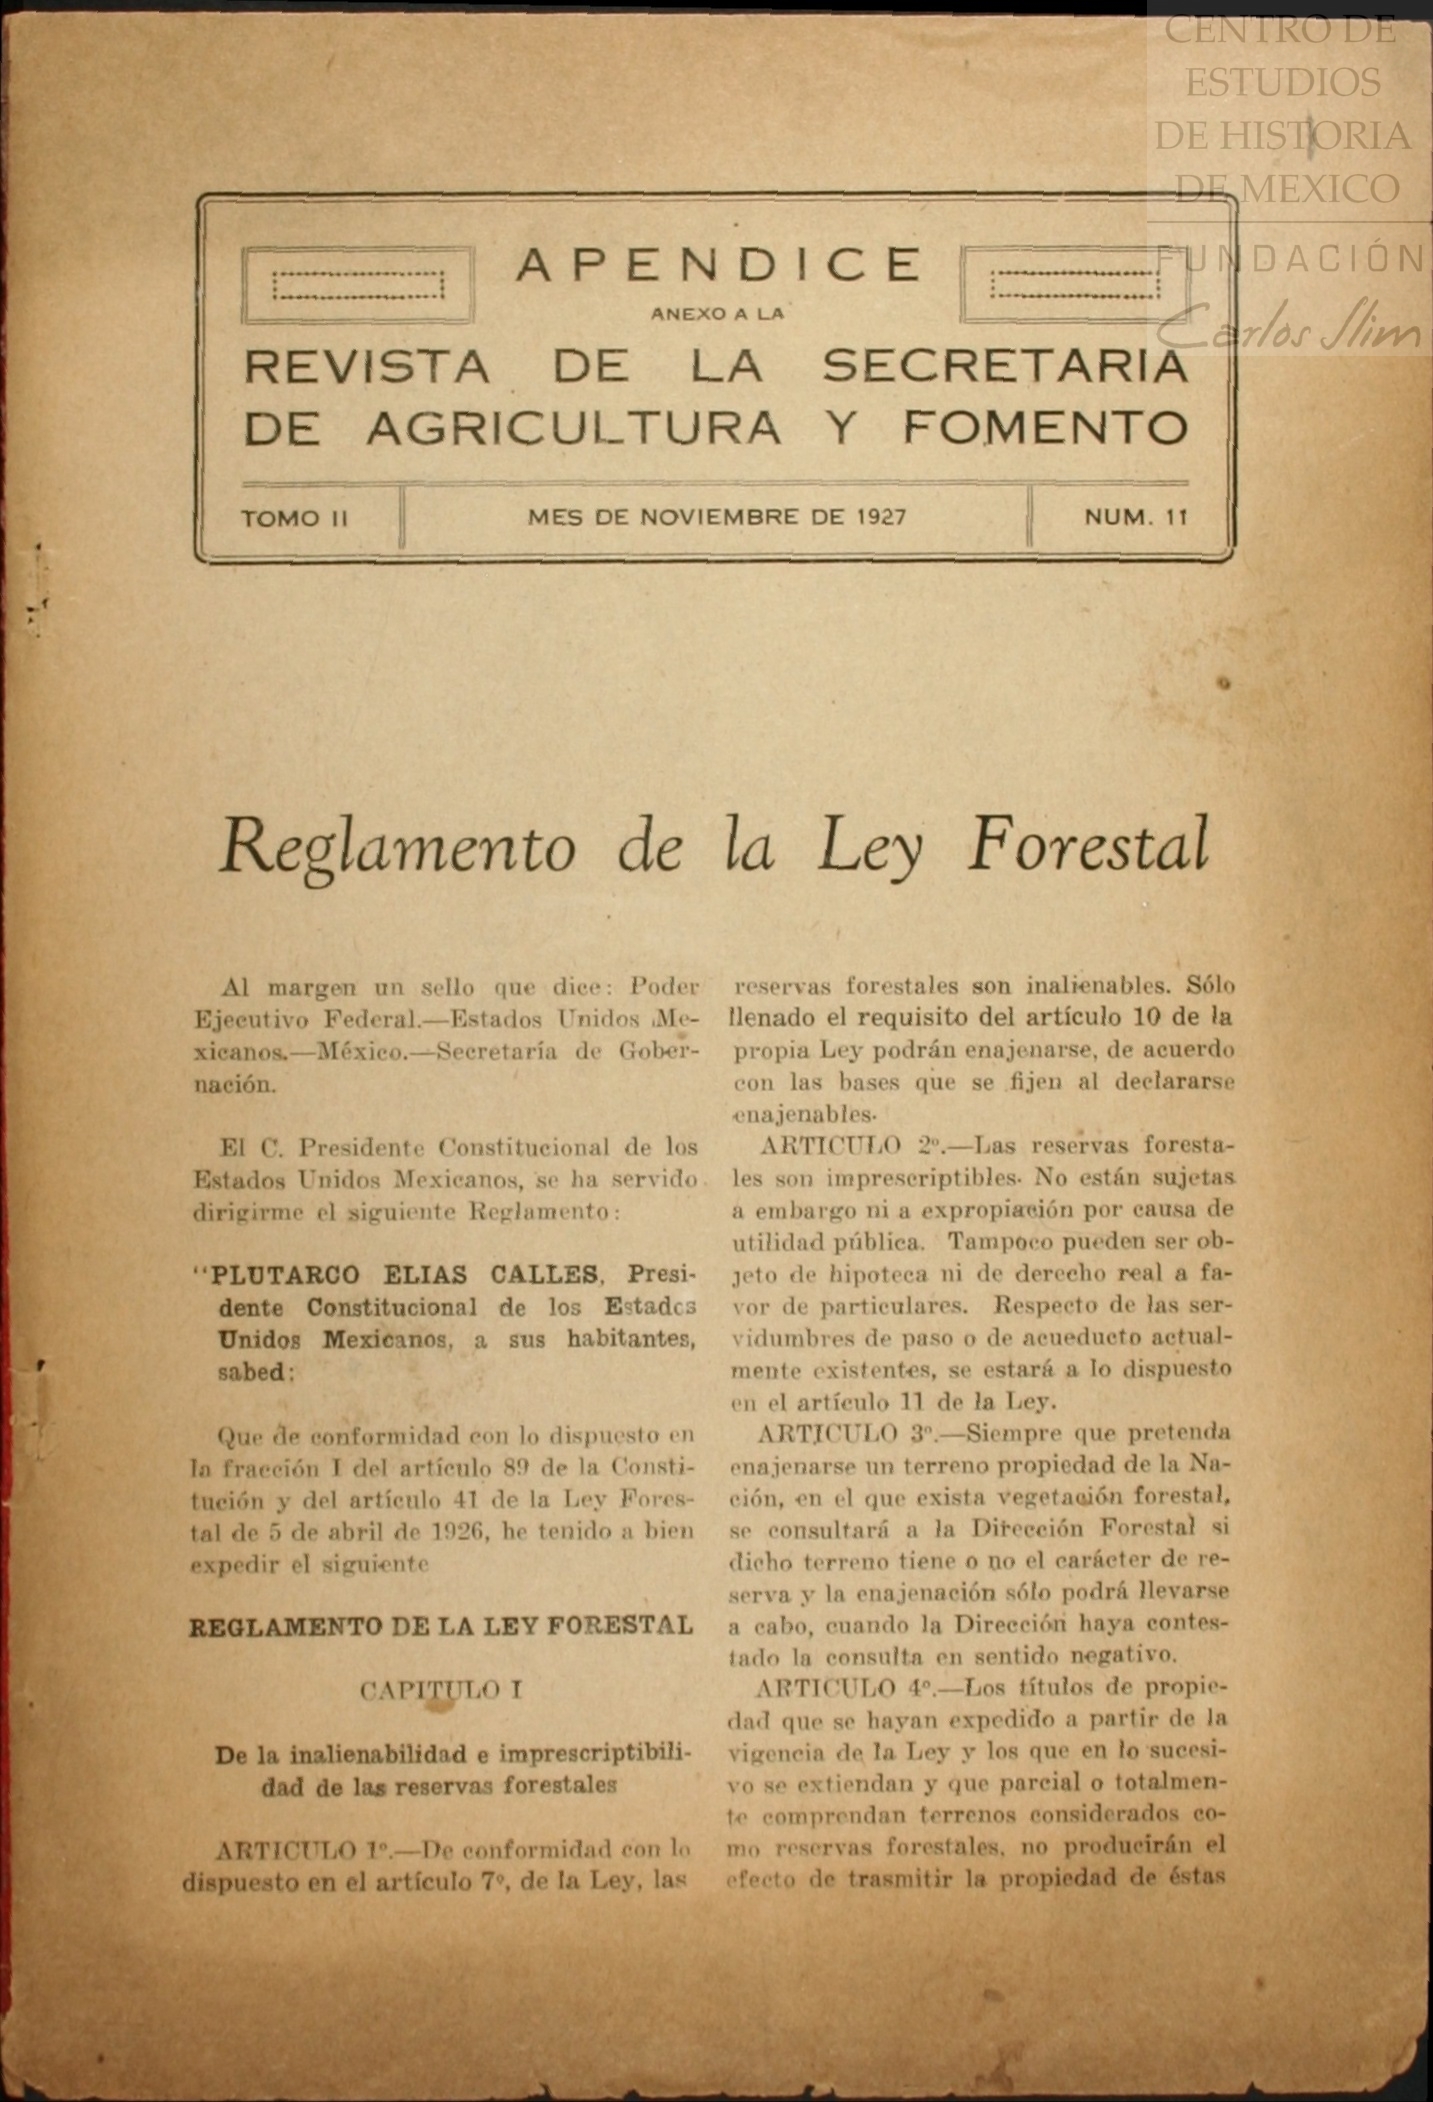 CENTRO DE
ESTUDIOS
DE HISTORIA
DE MEXICO
FUNDACIÓN
Carlos Slim
APENDICE
ANEXO A LA
REVISTA DE LA SECRETARIA
DE AGRICULTURA Y FOMENTO
TOMO II MES DE NOVIEMBRE DE 1927 NUM. 11
Reglamento de la Ley Forestal
Al margen un sello que dice: Poder
Ejecutivo Federal.—Estados Unidos Me-
xicanos.—México.—Secretaría de Gober-
nación.
El C. Presidente Constitucional de los
Estados Unidos Mexicanos, se ha servido
dirigirme el siguiente Reglamento:
"PLUTARCO ELIAS CALLES, Presi-
dente Constitucional de los Estados
Unidos Mexicanos, a sus habitantes,
sabed:
Que de conformidad con lo dispuesto en
la fracción I del artículo 89 de la Consti-
tución y del artículo 41 de la Ley Fores-
tal de 5 de abril de 1926, he tenido a bien
expedir el siguiente
REGLAMENTO DE LA LEY FORESTAL
CAPITULO I
De la inalienabilidad e imprescriptibili-
dad de las reservas forestales
ARTICULO 1º.—De conformidad con lo
dispuesto en el artículo 7º, de la Ley, las
reservas forestales son inalienables. Sólo
llenado el requisito del artículo 10 de la
propia Ley podrán enajenarse, de acuerdo
con las bases que se fijen al declararse
enajenables.
ARTICULO 2º.—Las reservas foresta-
les son imprescriptibles. No están sujetas
a embargo ni a expropiación por causa de
utilidad pública. Tampoco pueden ser ob-
jeto de hipoteca ni de derecho real a fa-
vor de particulares. Respecto de las ser-
vidumbres de paso o de acueducto actual-
mente existentes, se estará a lo dispuesto
en el artículo 11 de la Ley.
ARTICULO 3º.—Siempre que pretenda
enajenarse un terreno propiedad de la Na-
ción, en el que exista vegetación forestal,
se consultará a la Dirección Forestal si
dicho terreno tiene o no el carácter de re-
serva y la enajenación sólo podrá llevarse
a cabo, cuando la Dirección haya contes-
tado la consulta en sentido negativo.
ARTICULO 4º.—Los títulos de propie-
dad que se hayan expedido a partir de la
vigencia de la Ley y los que en lo sucesi-
vo se extiendan y que parcial o totalmen-
te comprendan terrenos considerados co-
mo reservas forestales, no producirán el
efecto de trasmitir la propiedad de éstas